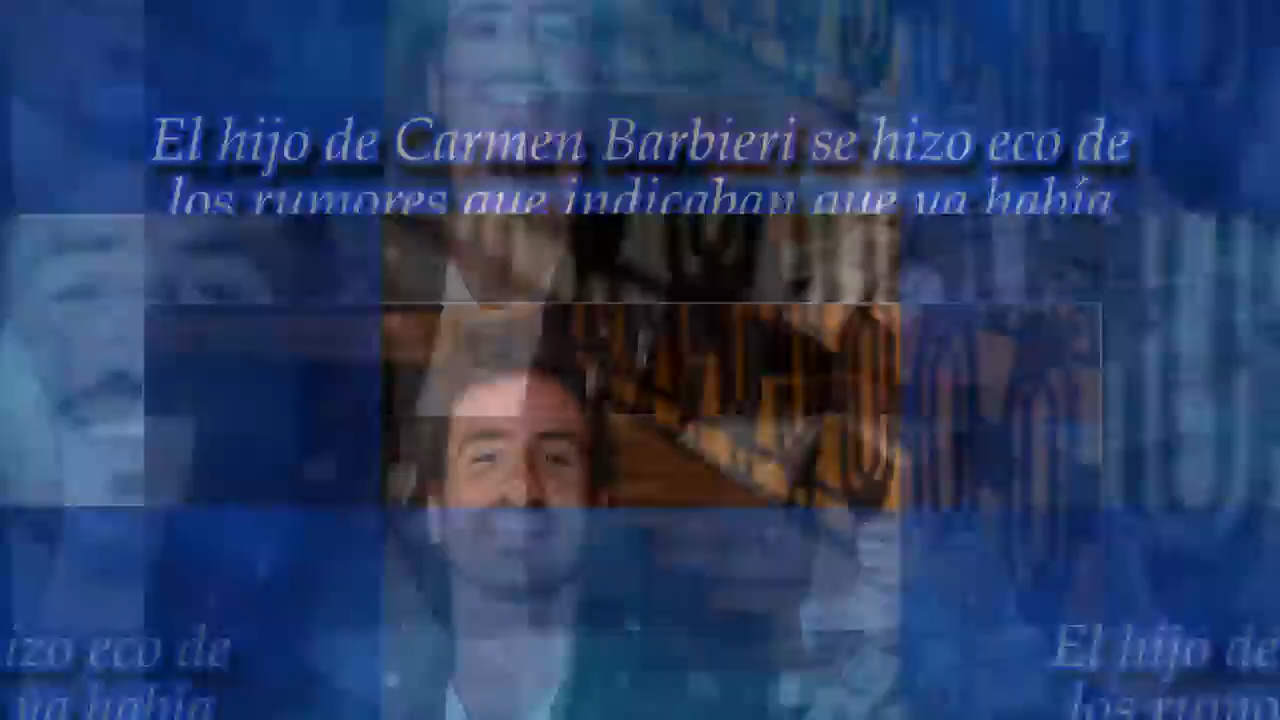 El hijo de Carmen Barbieri se hizo eco de
los rumores que indicaban que ya había
izo eco de
El hijo de
ya había
los rumo